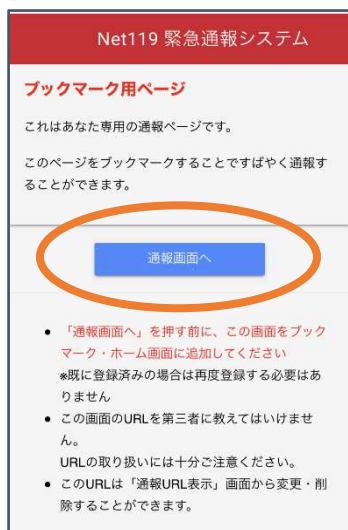 Net119 緊急通報システム
ブックマーク用ページ
これはあなた専用の通報ページです。
このページをブックマークすることですばやく通報す
ることができます。
通報画面へ
● 「通報画面へ」を押す前に、この画面をブック
マーク・ホーム画面に追加してください
※既に登録済みの場合は再度登録する必要はあ
りません
● この画面のURLを第三者に教えてはいけませ
ん。
URLの取り扱いには十分ご注意ください。
● このURLは「通報URL表示」画面から変更・削
除することができます。